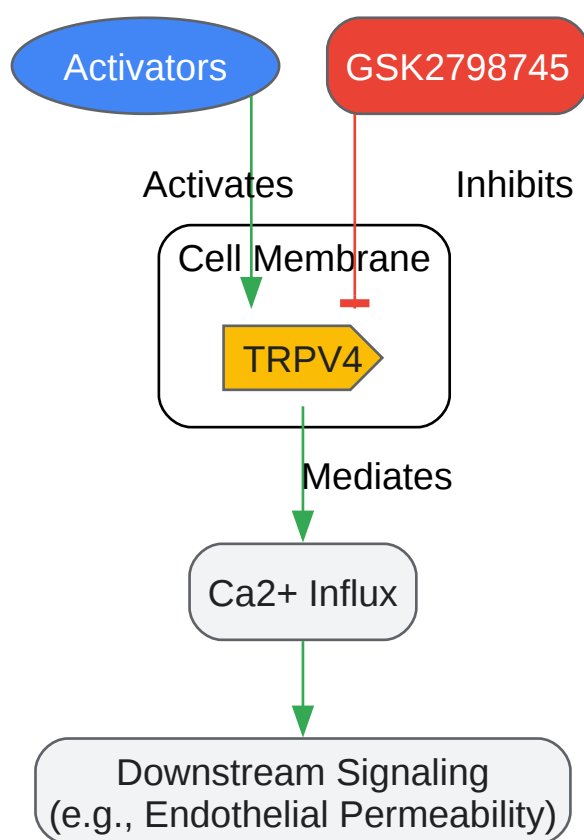 Activators
GSK2798745
Activates
Inhibits
Cell Membrane
TRPV4
Mediates
Ca2+ Influx
Downstream Signaling
(e.g., Endothelial Permeability)